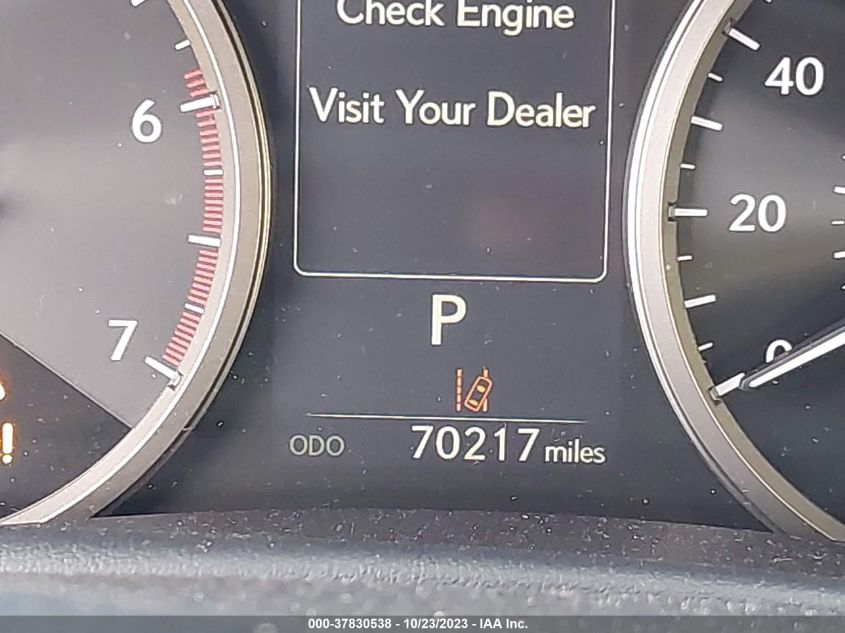 Check Engine
Visit Your Dealer
6
7
40
20
0
P
ODO 70217 miles
000-37830538 - 10/23/2023 - IAA Inc.